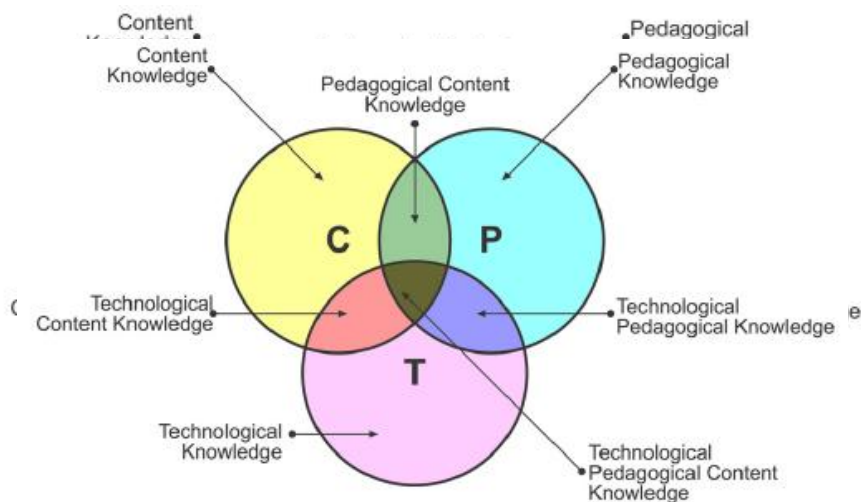 Content
Knowledge
Pedagogical
Content
Knowledge
Pedagogical Content
Knowledge
Pedagogical
Knowledge
C
P
Technological
Content Knowledge
Technological
Pedagogical Knowledge
e
T
Technological
Knowledge
Technological
Pedagogical Content
Knowledge